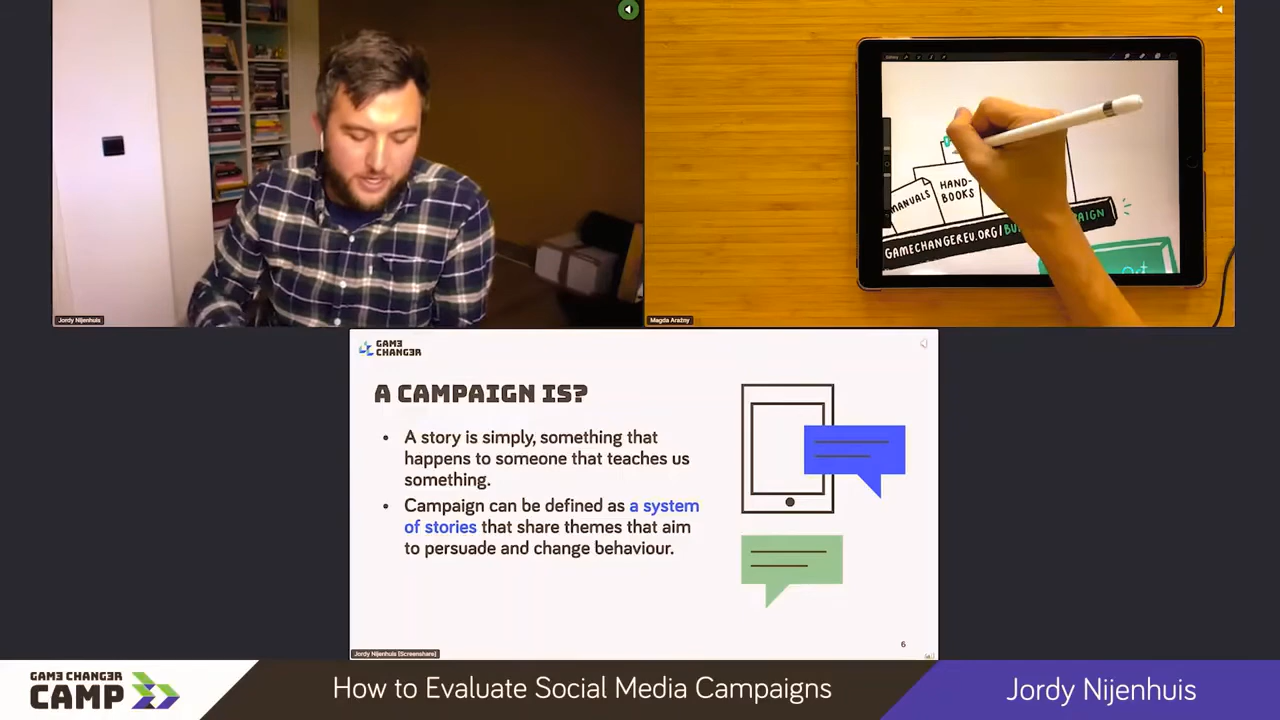 Jordy Nijenhuis
MANUALS
HAND-
BOOKS
GAMECHANGEREU.ORG/BU
AIGN
Magda Arażny
GAM3
CHANG3R
A CAMPAIGN IS?
• A story is simply, something that
happens to someone that teaches us
something.
• Campaign can be defined as a system
of stories that share themes that aim
to persuade and change behaviour.
6
Jordy Nijenhuis [Screenshare]
GAM3 CHANG3R
CAMP
How to Evaluate Social Media Campaigns
Jordy Nijenhuis